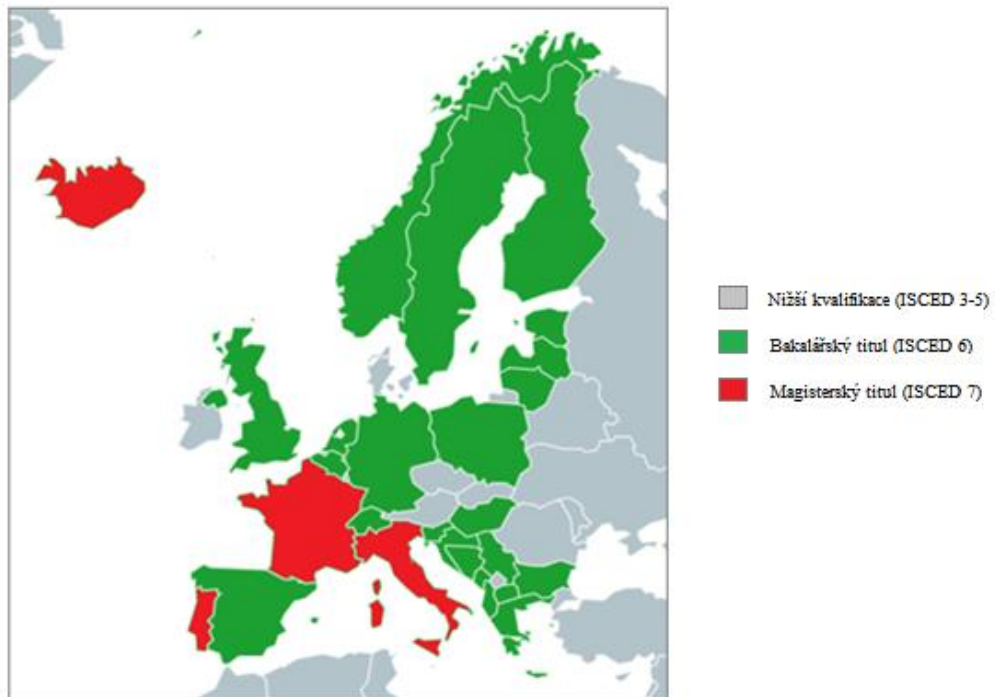 Nižší kvalifikace (ISCED 3-5)
Bakalářský titul (ISCED 6)
Magisterský titul (ISCED 7)